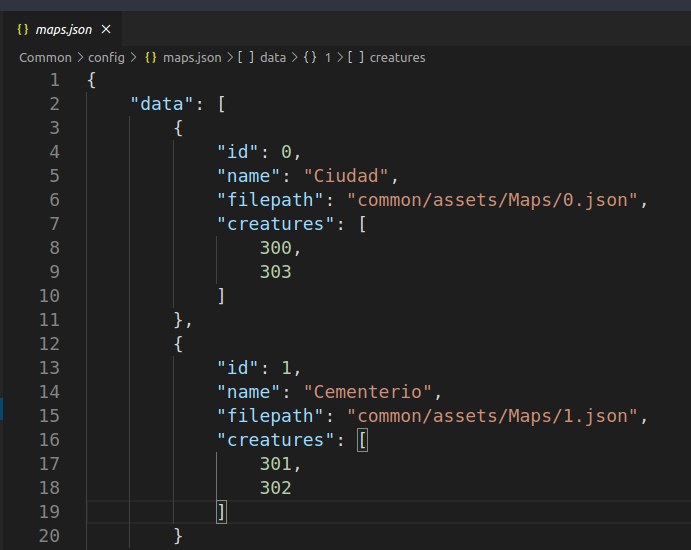 {} maps.json ×
Common > config > {} maps.json > [ ] data > {} 1 > [ ] creatures
1 {
2     "data": [
3         {
4             "id": 0,
5             "name": "Ciudad",
6             "filepath": "common/assets/Maps/0.json",
7             "creatures": [
8                 300,
9                 303
10             ]
11         },
12         {
13             "id": 1,
14             "name": "Cementerio",
15             "filepath": "common/assets/Maps/1.json",
16             "creatures": [
17                 301,
18                 302
19             ]
20         }